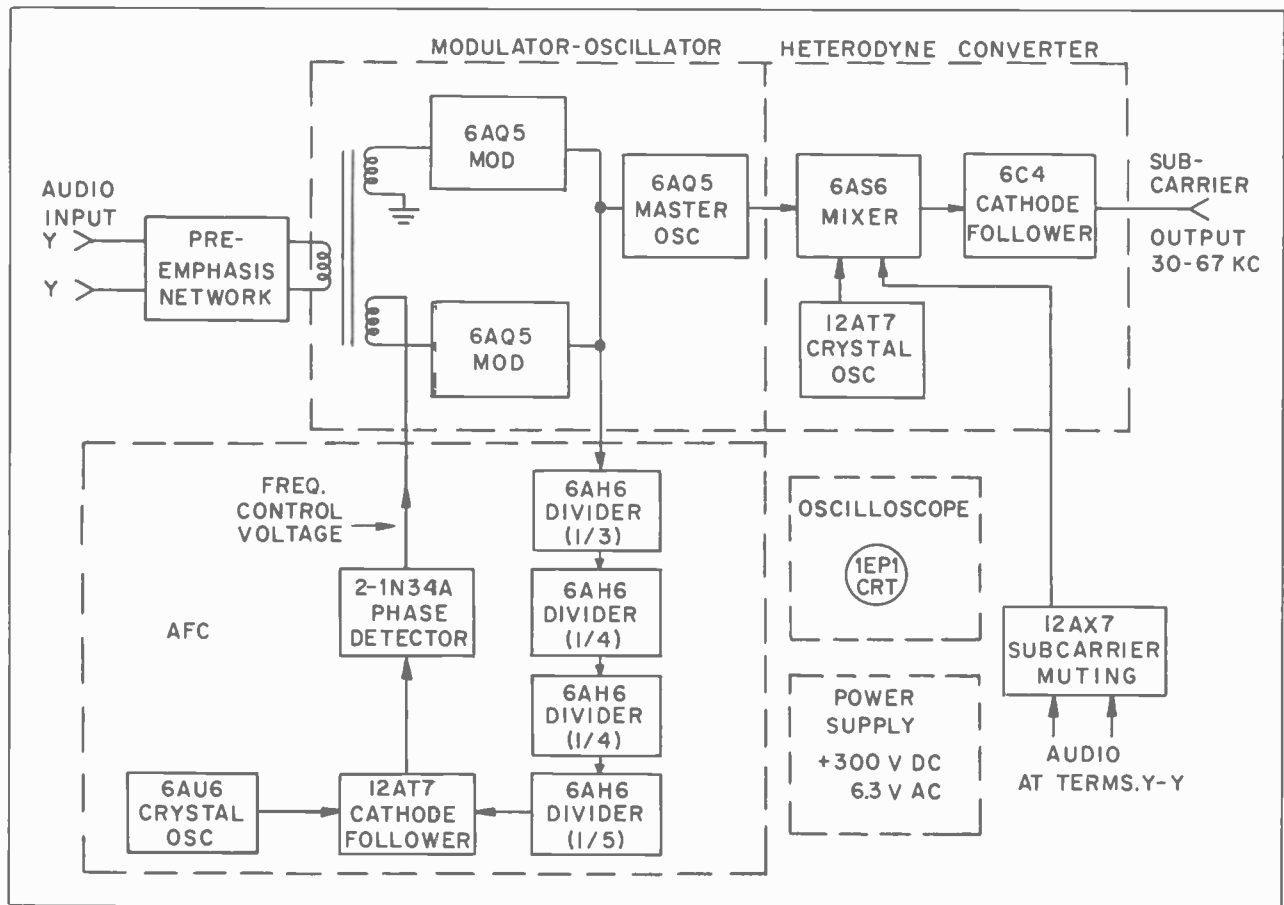 MODULATOR-OSCILLATOR
HETERODYNE CONVERTER
AUDIO
INPUT
Y
Y
PRE-
EMPHASIS
NETWORK
6AQ5
MOD
6AQ5
MOD
6AQ5
MASTER
OSC
6AS6
MIXER
6C4
CATHODE
FOLLOWER
SUB-
CARRIER
OUTPUT
30-67 KC
12AT7
CRYSTAL
OSC
FREQ.
CONTROL
VOLTAGE
AFC
2-1N34A
PHASE
DETECTOR
6AH6
DIVIDER
(1/3)
6AH6
DIVIDER
(1/4)
6AH6
DIVIDER
(1/4)
6AH6
DIVIDER
(1/5)
6AU6
CRYSTAL
OSC
12AT7
CATHODE
FOLLOWER
OSCILLOSCOPE
1EP1
CRT
POWER
SUPPLY
+300 V DC
6.3 V AC
12AX7
SUBCARRIER
MUTING
AUDIO
AT TERMS. Y-Y